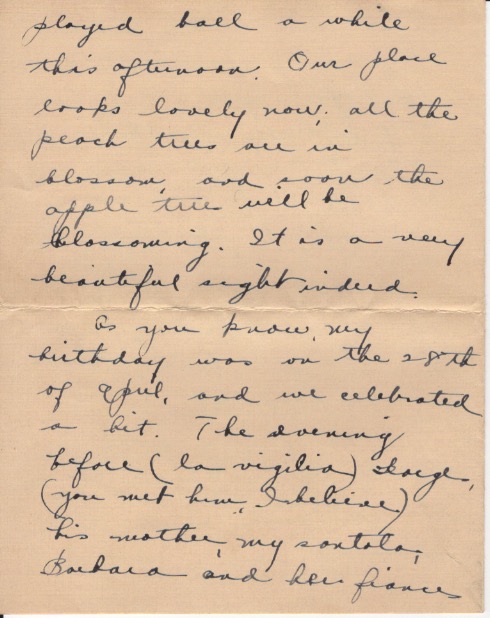 played ball a while
this afternoon. Our place
looks lovely now, all the
peach trees are in
blossom, and soon the
apple trees will be
blossoming. It is a very
beautiful sight indeed.
As you know, my
birthday was on the 28th
of April, and we celebrated
a bit. The evening
before (la vigilia) George,
(you met him, I believe)
his mother, my santola,
Barbara and her fiance